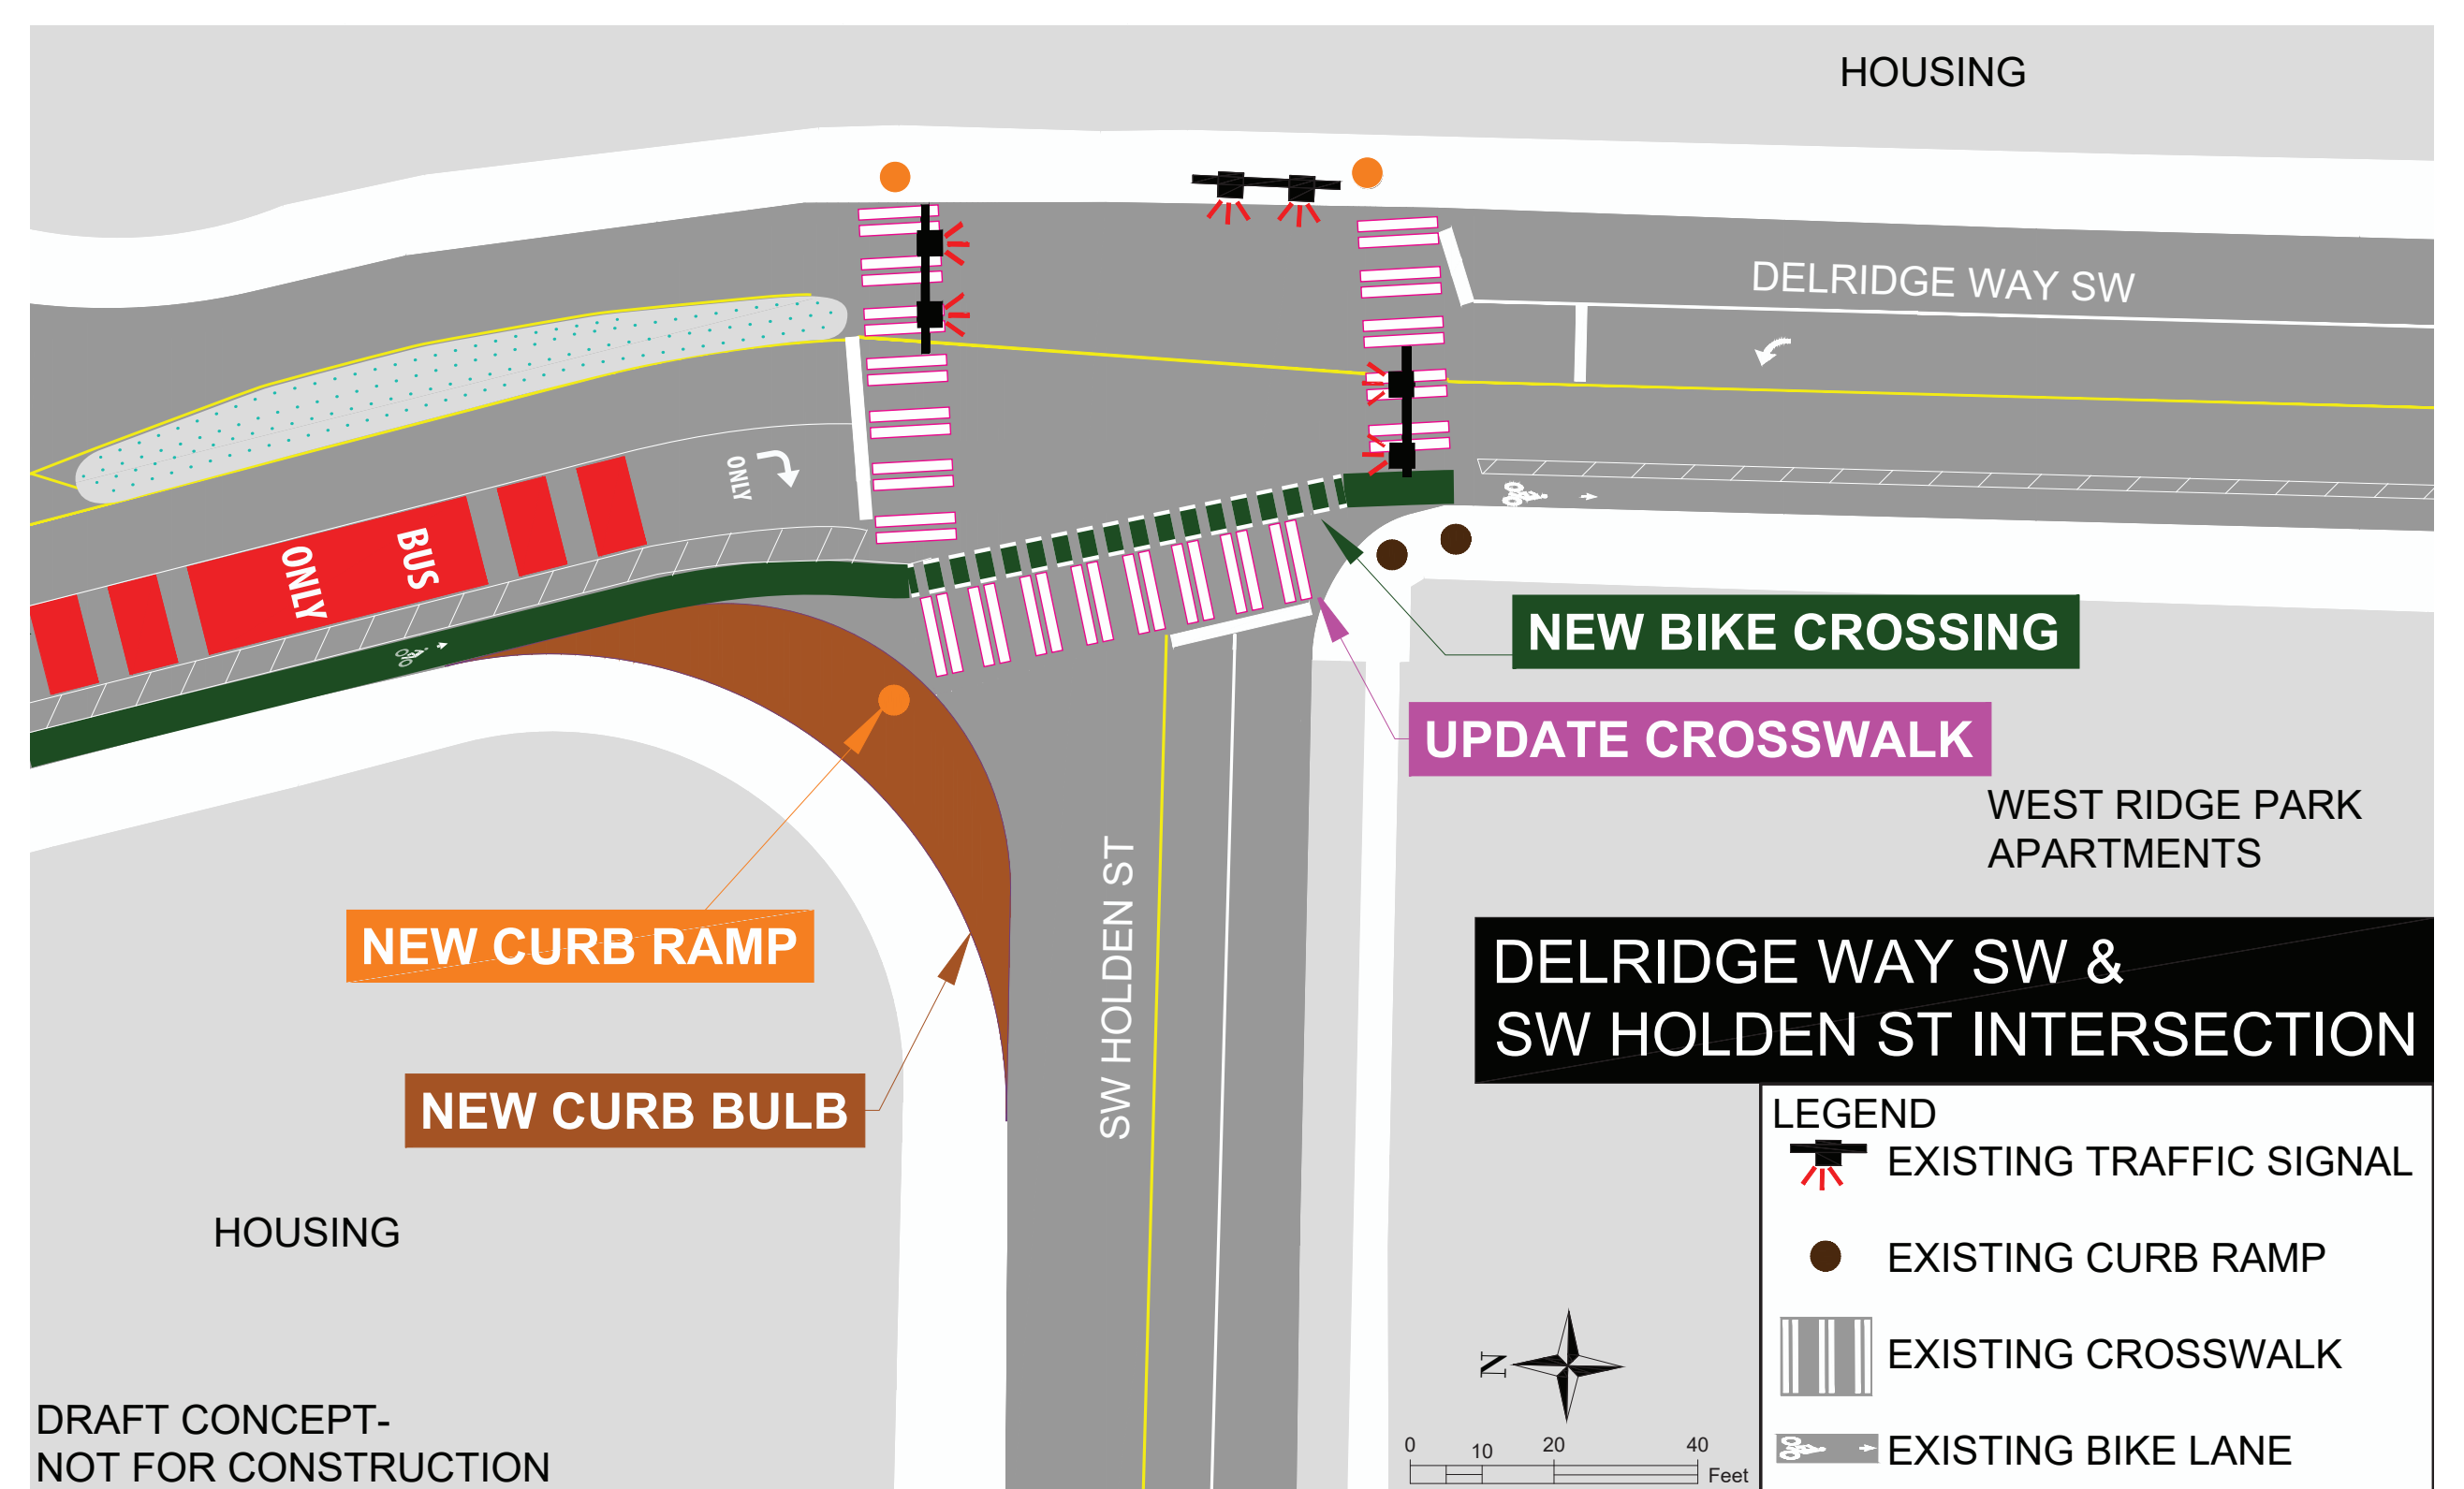 HOUSING
DELRIDGE WAY SW
ONLY
BUS
ONLY
NEW BIKE CROSSING
UPDATE CROSSWALK
WEST RIDGE PARK
APARTMENTS
NEW CURB RAMP
SW HOLDEN ST
DELRIDGE WAY SW &
SW HOLDEN ST INTERSECTION
NEW CURB BULB
LEGEND
EXISTING TRAFFIC SIGNAL
HOUSING
EXISTING CURB RAMP
EXISTING CROSSWALK
N
DRAFT CONCEPT-
NOT FOR CONSTRUCTION
0 10 20 40
Feet
EXISTING BIKE LANE